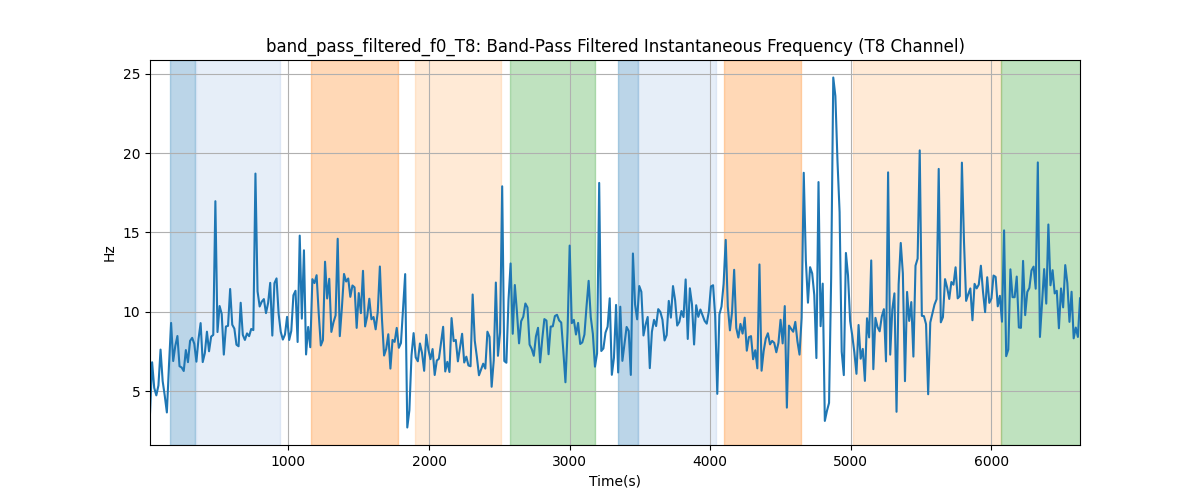 band_pass_filtered_f0_T8: Band-Pass Filtered Instantaneous Frequency (T8 Channel)
25
20
15
10
5
Hz
1000 2000 3000 4000 5000 6000
Time(s)